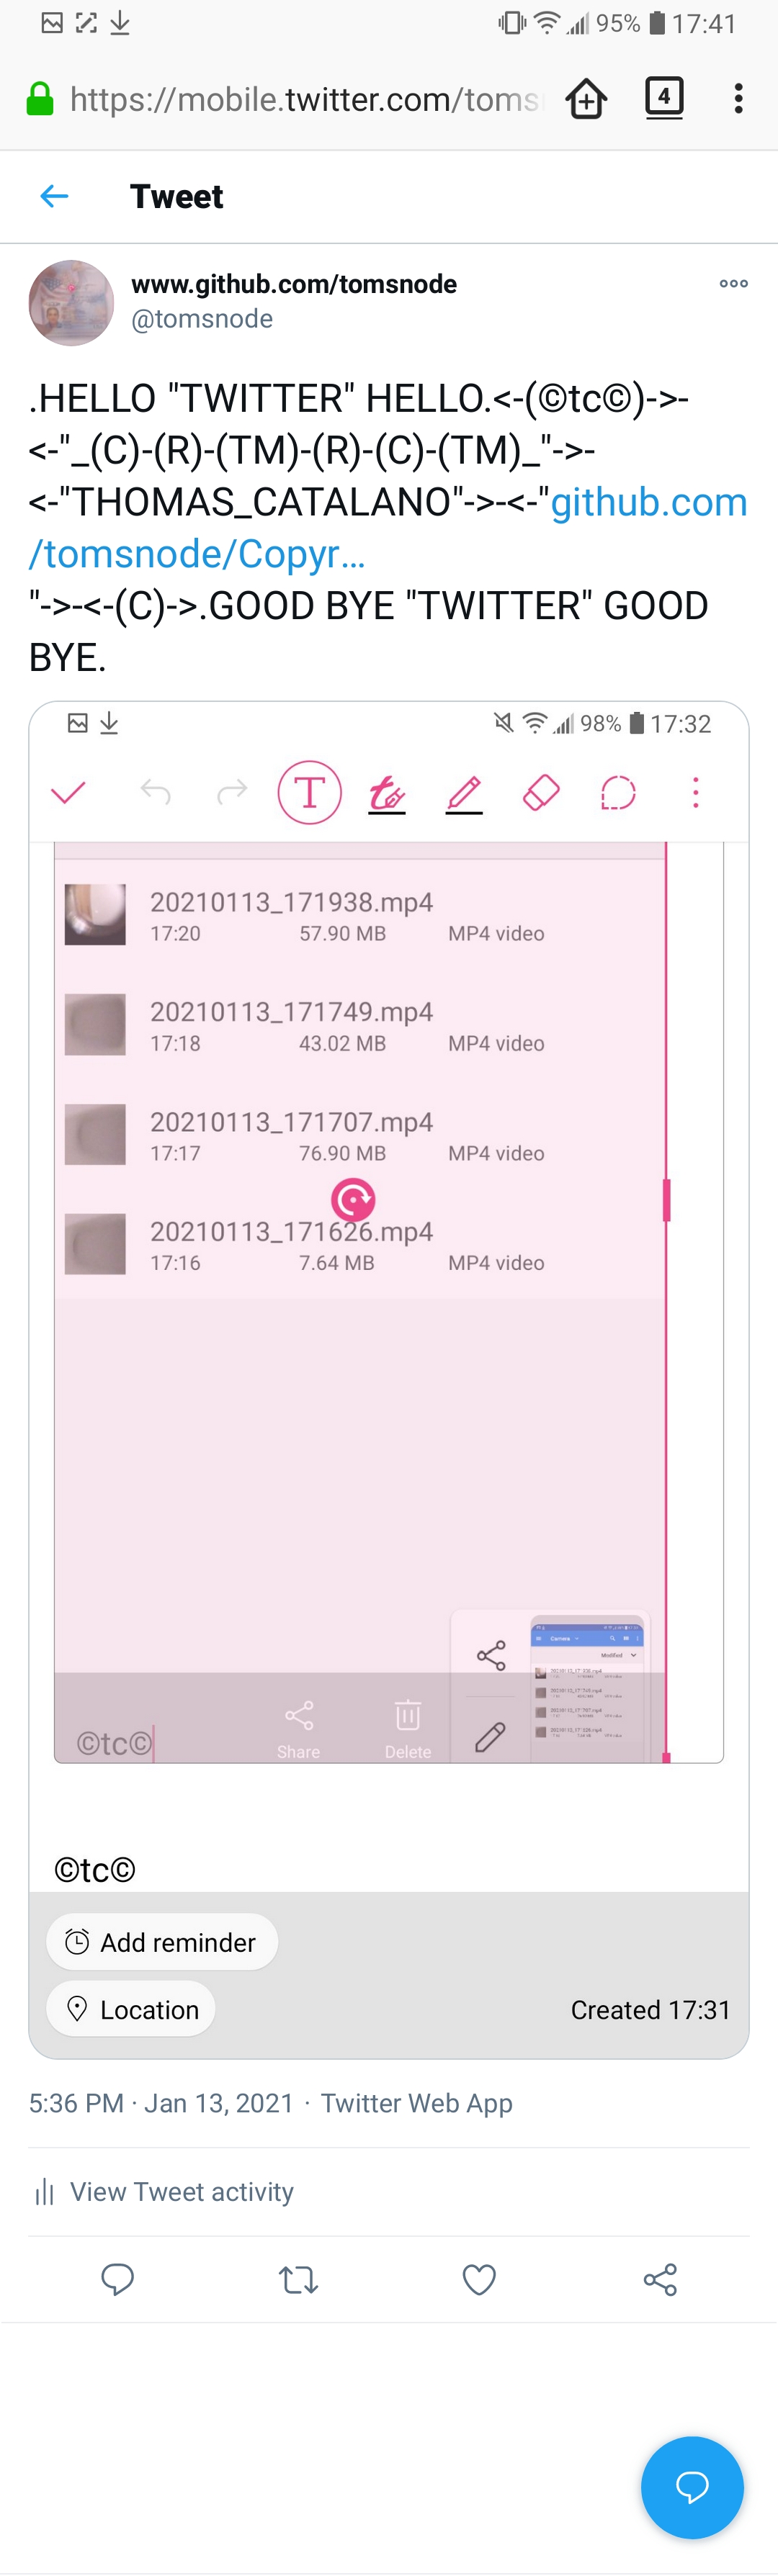 95% 17:41
https://mobile.twitter.com/toms
4
Tweet
www.github.com/tomsnode
@tomsnode
.HELLO "TWITTER" HELLO.<-(©tc©)->-
<-"_(C)-(R)-(TM)-(R)-(C)-(TM)_"->-
<-"THOMAS_CATALANO"->-<-"github.com
/tomsnode/Copyr…
"->-<-(C)->.GOOD BYE "TWITTER" GOOD
BYE.
98% 17:32
T
20210113_171938.mp4
17:20 57.90 MB MP4 video
20210113_171749.mp4
17:18 43.02 MB MP4 video
20210113_171707.mp4
17:17 76.90 MB MP4 video
20210113_171626.mp4
17:16 7.64 MB MP4 video
Camera
Modified
©tc©
Share
Delete
©tc©
Add reminder
Location
Created 17:31
5:36 PM · Jan 13, 2021 · Twitter Web App
View Tweet activity